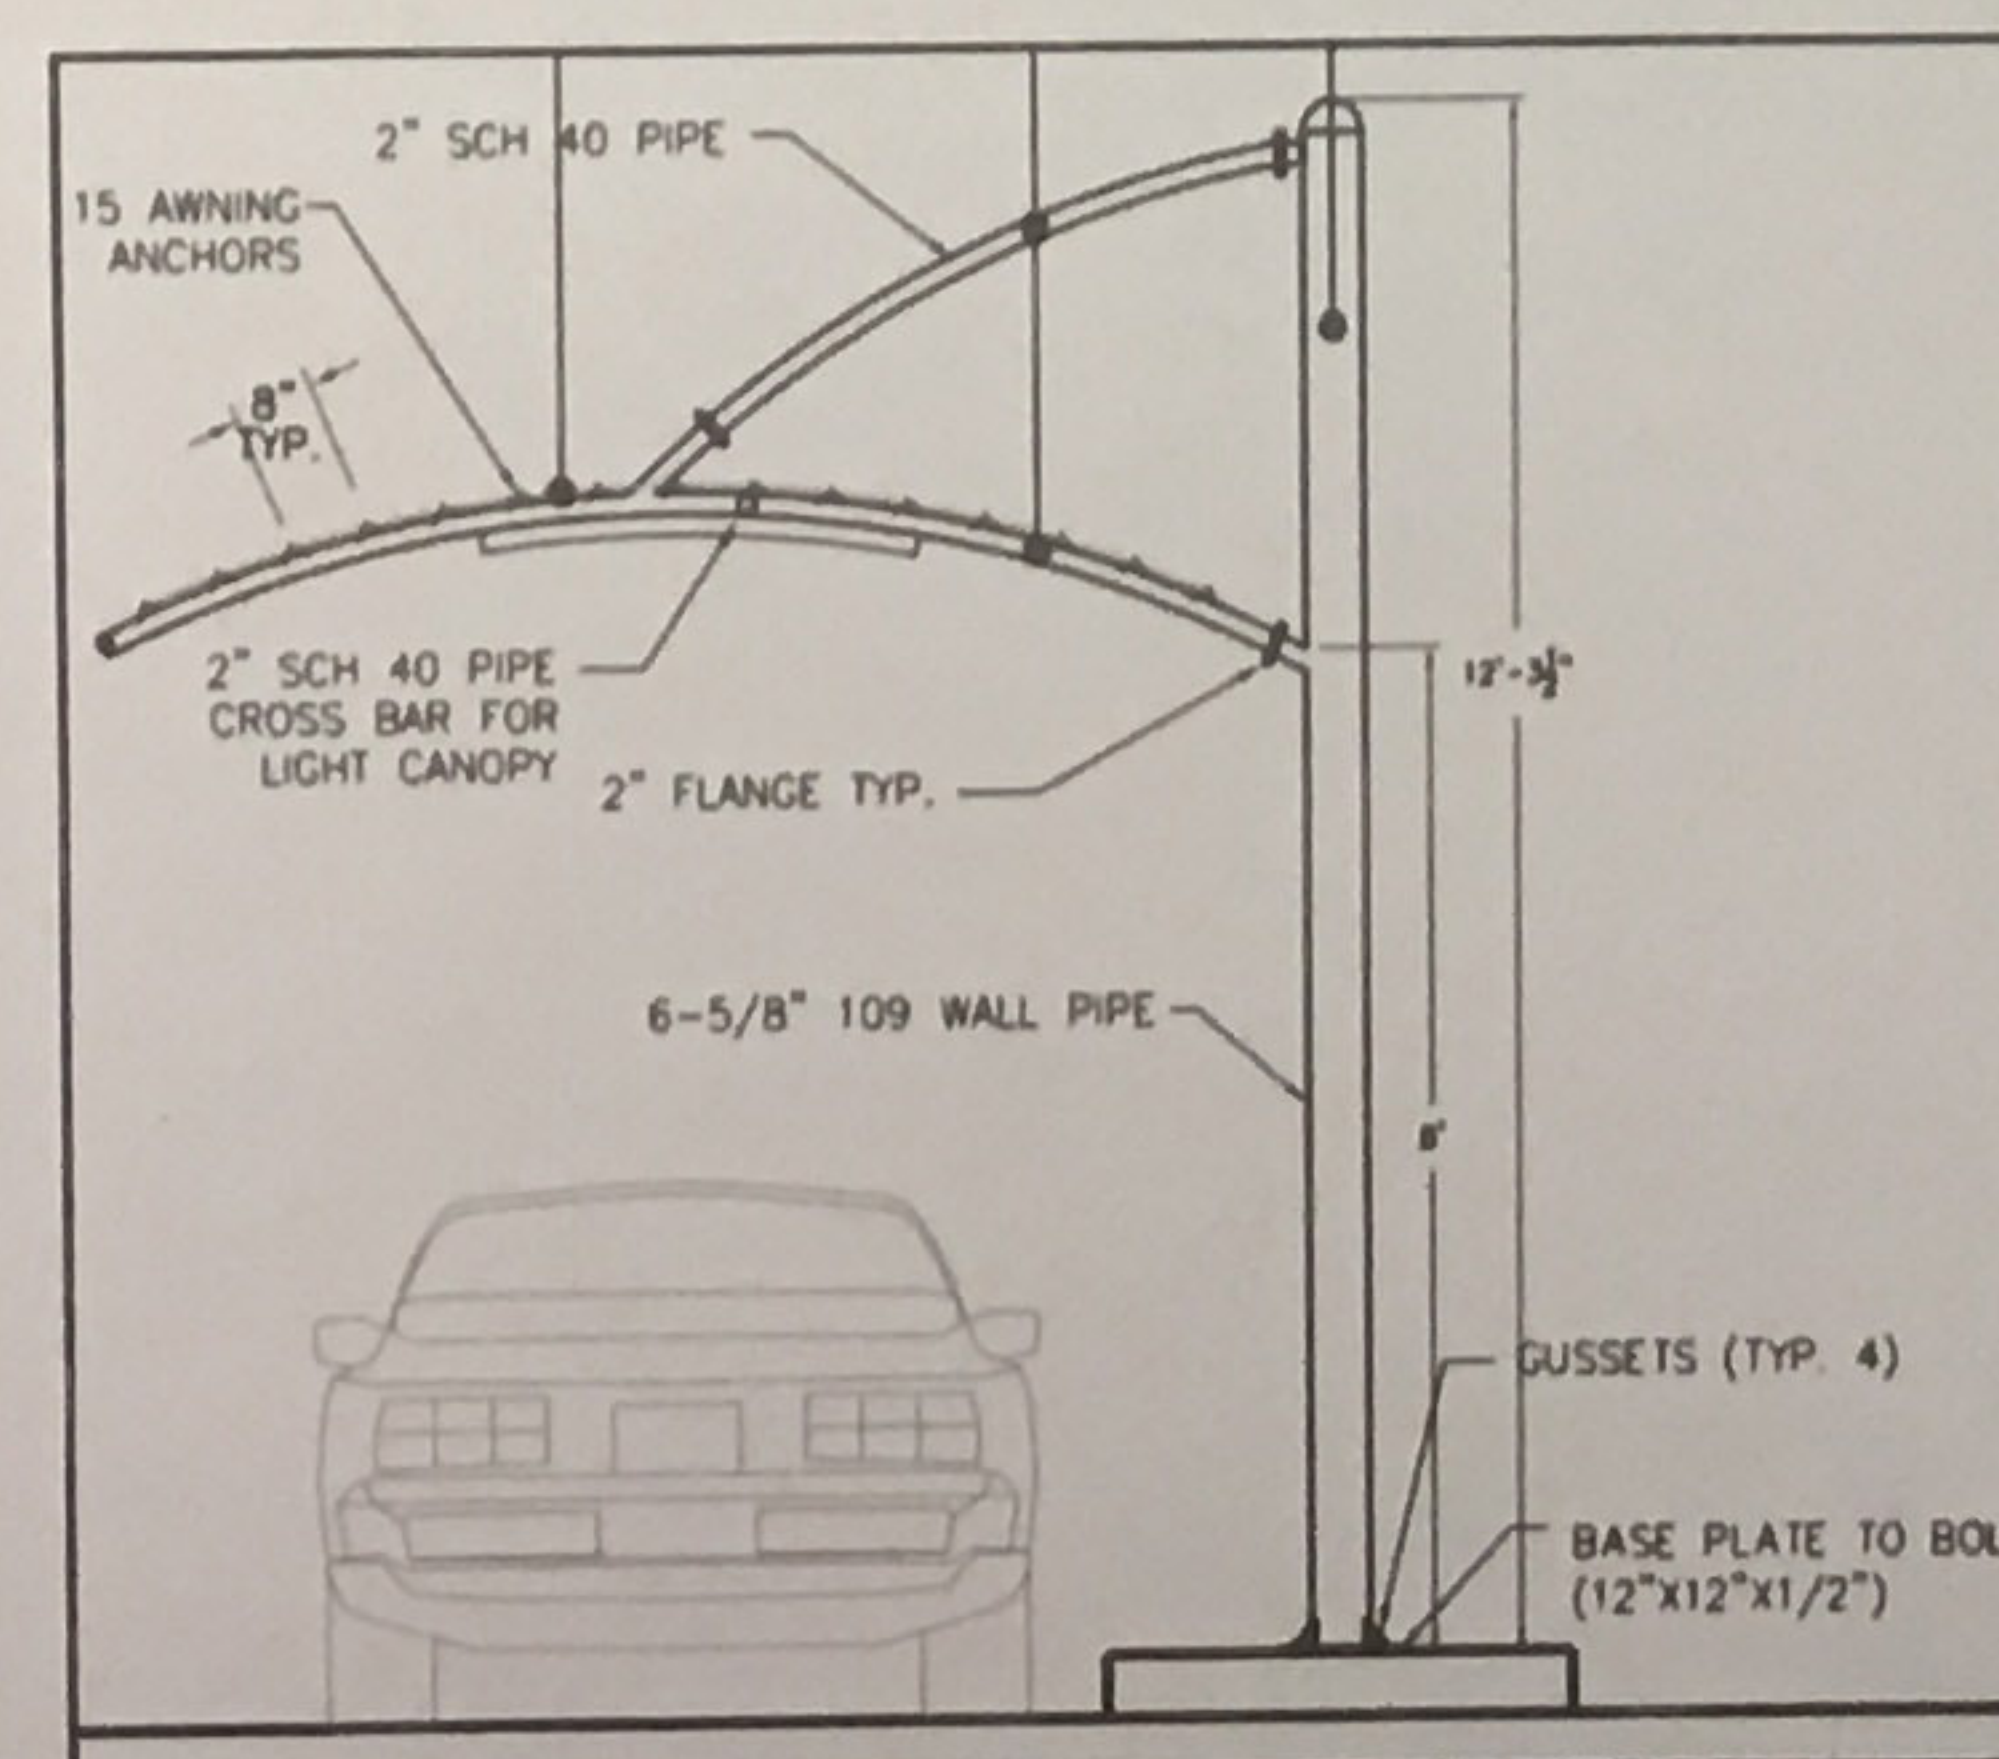 2" SCH 40 PIPE
15 AWNING
ANCHORS
8"
TYP.
2" SCH 40 PIPE
CROSS BAR FOR
LIGHT CANOPY
2" FLANGE TYP.
12'-3½"
6-5/8" 109 WALL PIPE
8'
GUSSETS (TYP. 4)
BASE PLATE TO BOL
(12"X12"X1/2")